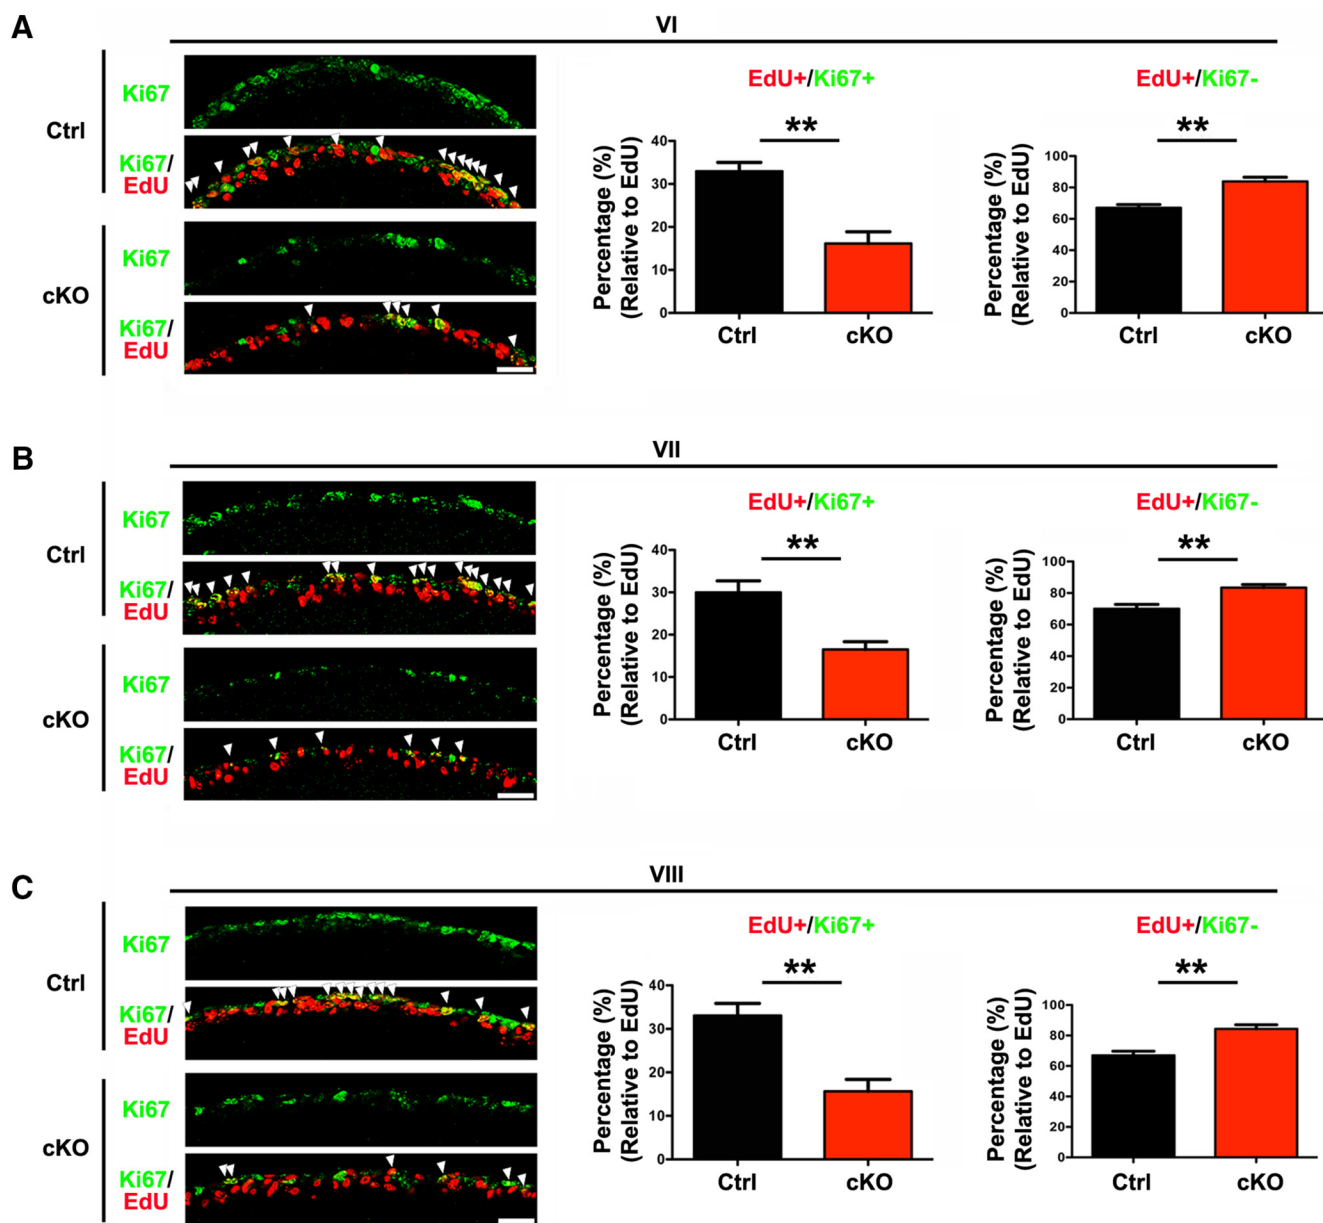 A
VI
Ctrl
Ki67
Ki67/
EdU
cKO
Ki67
Ki67/
EdU
EdU+/Ki67+
**
Percentage (%)
(Relative to EdU)
40
30
20
10
0
Ctrl
cKO
EdU+/Ki67-
**
Percentage (%)
(Relative to EdU)
100
80
60
40
20
0
Ctrl
cKO
B
VII
Ctrl
Ki67
Ki67/
EdU
cKO
Ki67
Ki67/
EdU
EdU+/Ki67+
**
Percentage (%)
(Relative to EdU)
40
30
20
10
0
Ctrl
cKO
EdU+/Ki67-
**
Percentage (%)
(Relative to EdU)
100
80
60
40
20
0
Ctrl
cKO
C
VIII
Ctrl
Ki67
Ki67/
EdU
cKO
Ki67
Ki67/
EdU
EdU+/Ki67+
**
Percentage (%)
(Relative to EdU)
40
30
20
10
0
Ctrl
cKO
EdU+/Ki67-
**
Percentage (%)
(Relative to EdU)
100
80
60
40
20
0
Ctrl
cKO